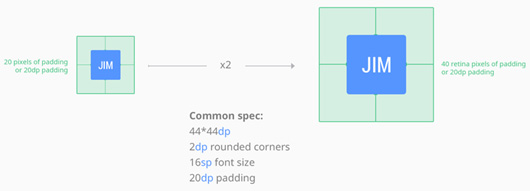 20 pixels of padding
or 20dp padding
JIM
x2
JIM
40 retina pixels of padding
or 20dp padding
Common spec:
44*44dp
2dp rounded corners
16sp font size
20dp padding